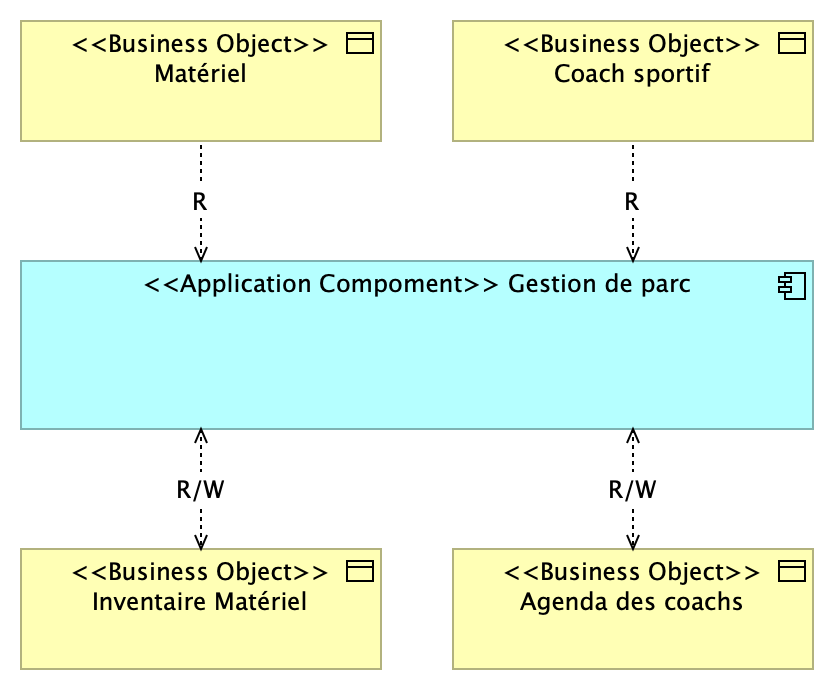 <<Business Object>>
Matériel
<<Business Object>>
Coach sportif
R
R
<<Application Compoment>> Gestion de parc
R/W
R/W
<<Business Object>>
Inventaire Matériel
<<Business Object>>
Agenda des coachs